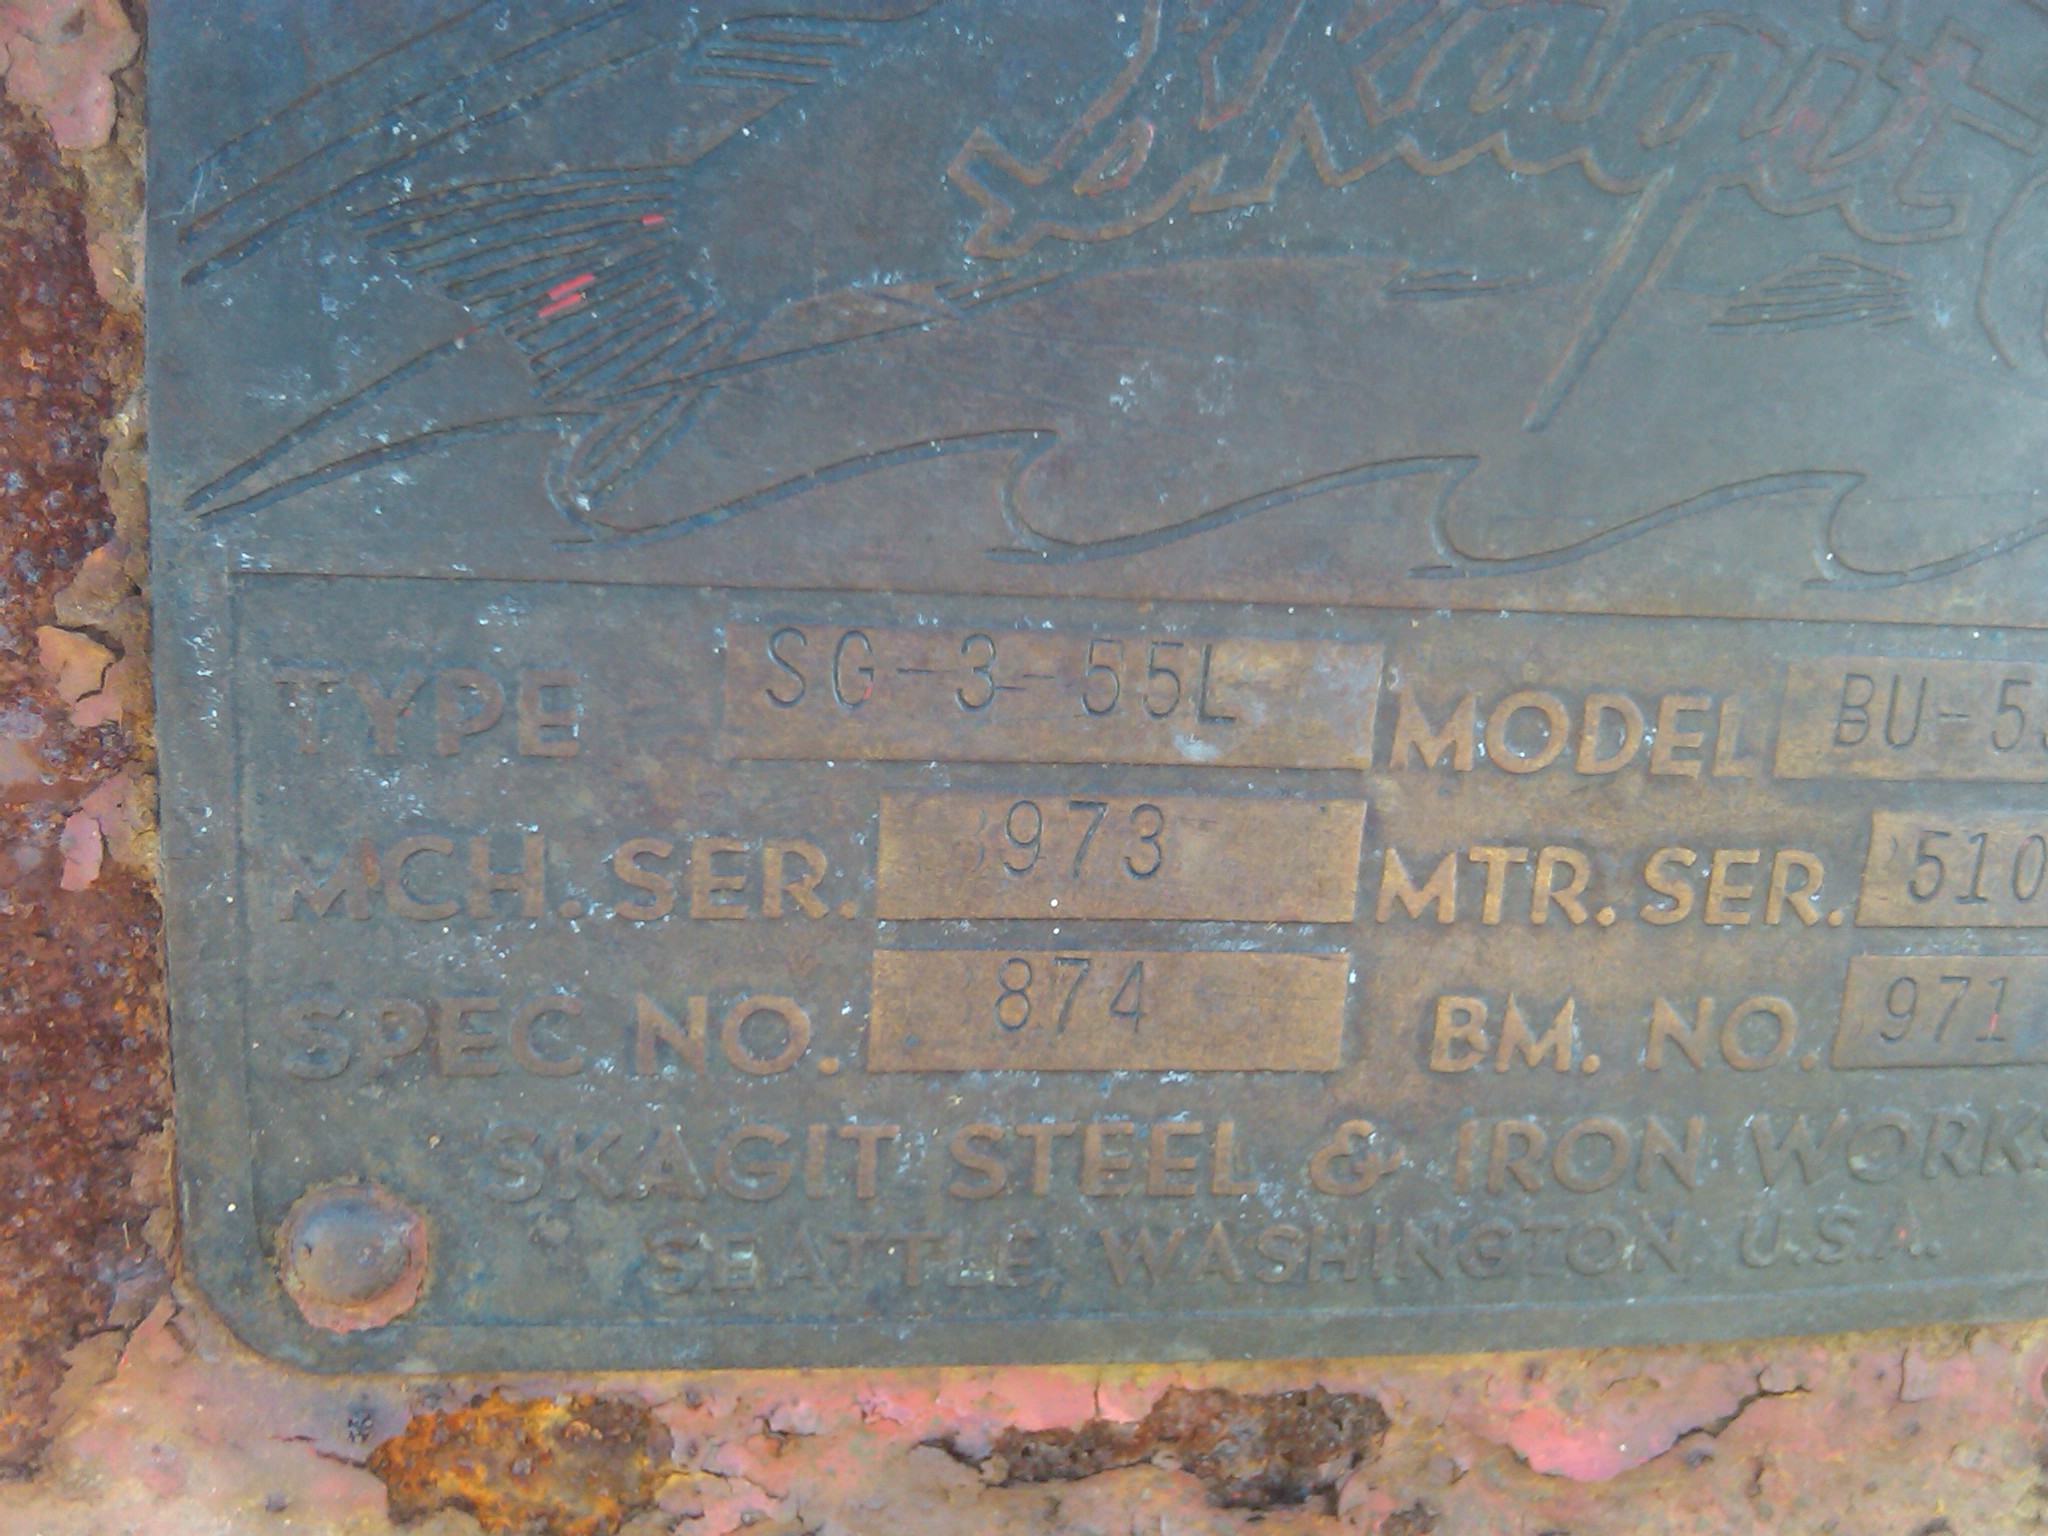 Skagit
TYPE SG-3-55L MODEL BU-5
MCH. SER. 973 MTR. SER. 510
SPEC NO. 874 BM. NO. 971
SKAGIT STEEL & IRON WORKS
SEATTLE, WASHINGTON U.S.A.